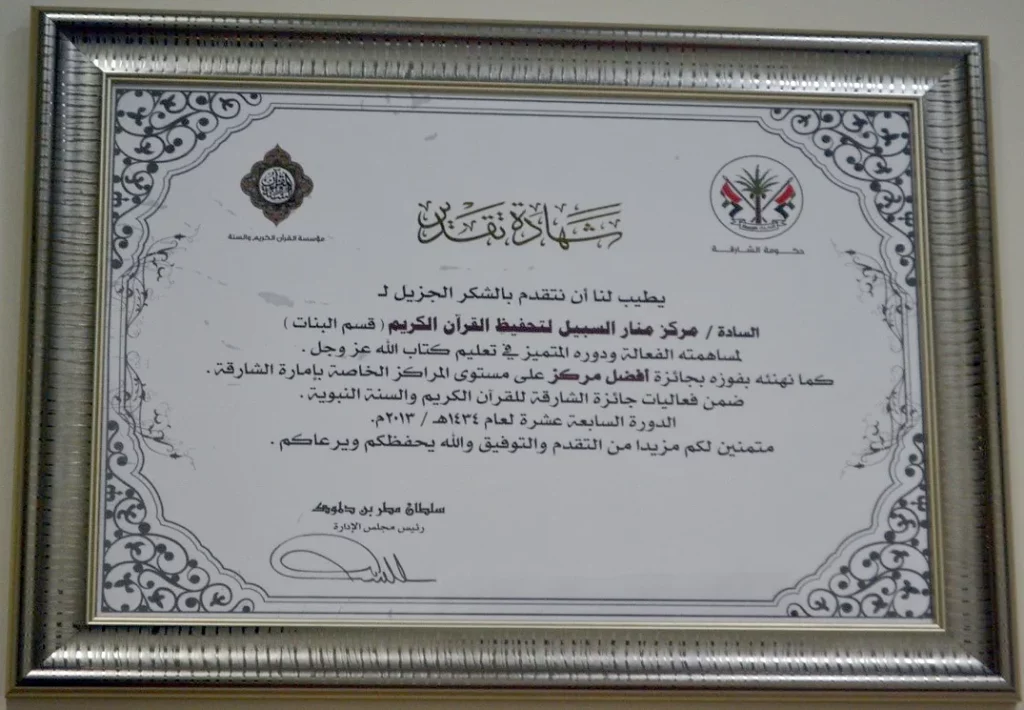 حكومة الشارقة
مؤسسة القرآن الكريم والسنة
شهادة تقدير
يطيب لنا أن نتقدم بالشكر الجزيل لـ
السادة / مركز منار السبيل لتحفيظ القرآن الكريم ( قسم البنات )
لمساهمته الفعالة ودوره المتميز في تعليم كتاب الله عز وجل .
كما نهنئه بفوزه بجائزة أفضل مركز على مستوى المراكز الخاصة بإمارة الشارقة .
ضمن فعاليات جائزة الشارقة للقرآن الكريم والسنة النبوية .
الدورة السابعة عشرة لعام ١٤٣٤هـ / ٢٠١٣م.
متمنين لكم مزيدا من التقدم والتوفيق والله يحفظكم ويرعاكم .
سلطان مطر بن دلموك
رئيس مجلس الإدارة